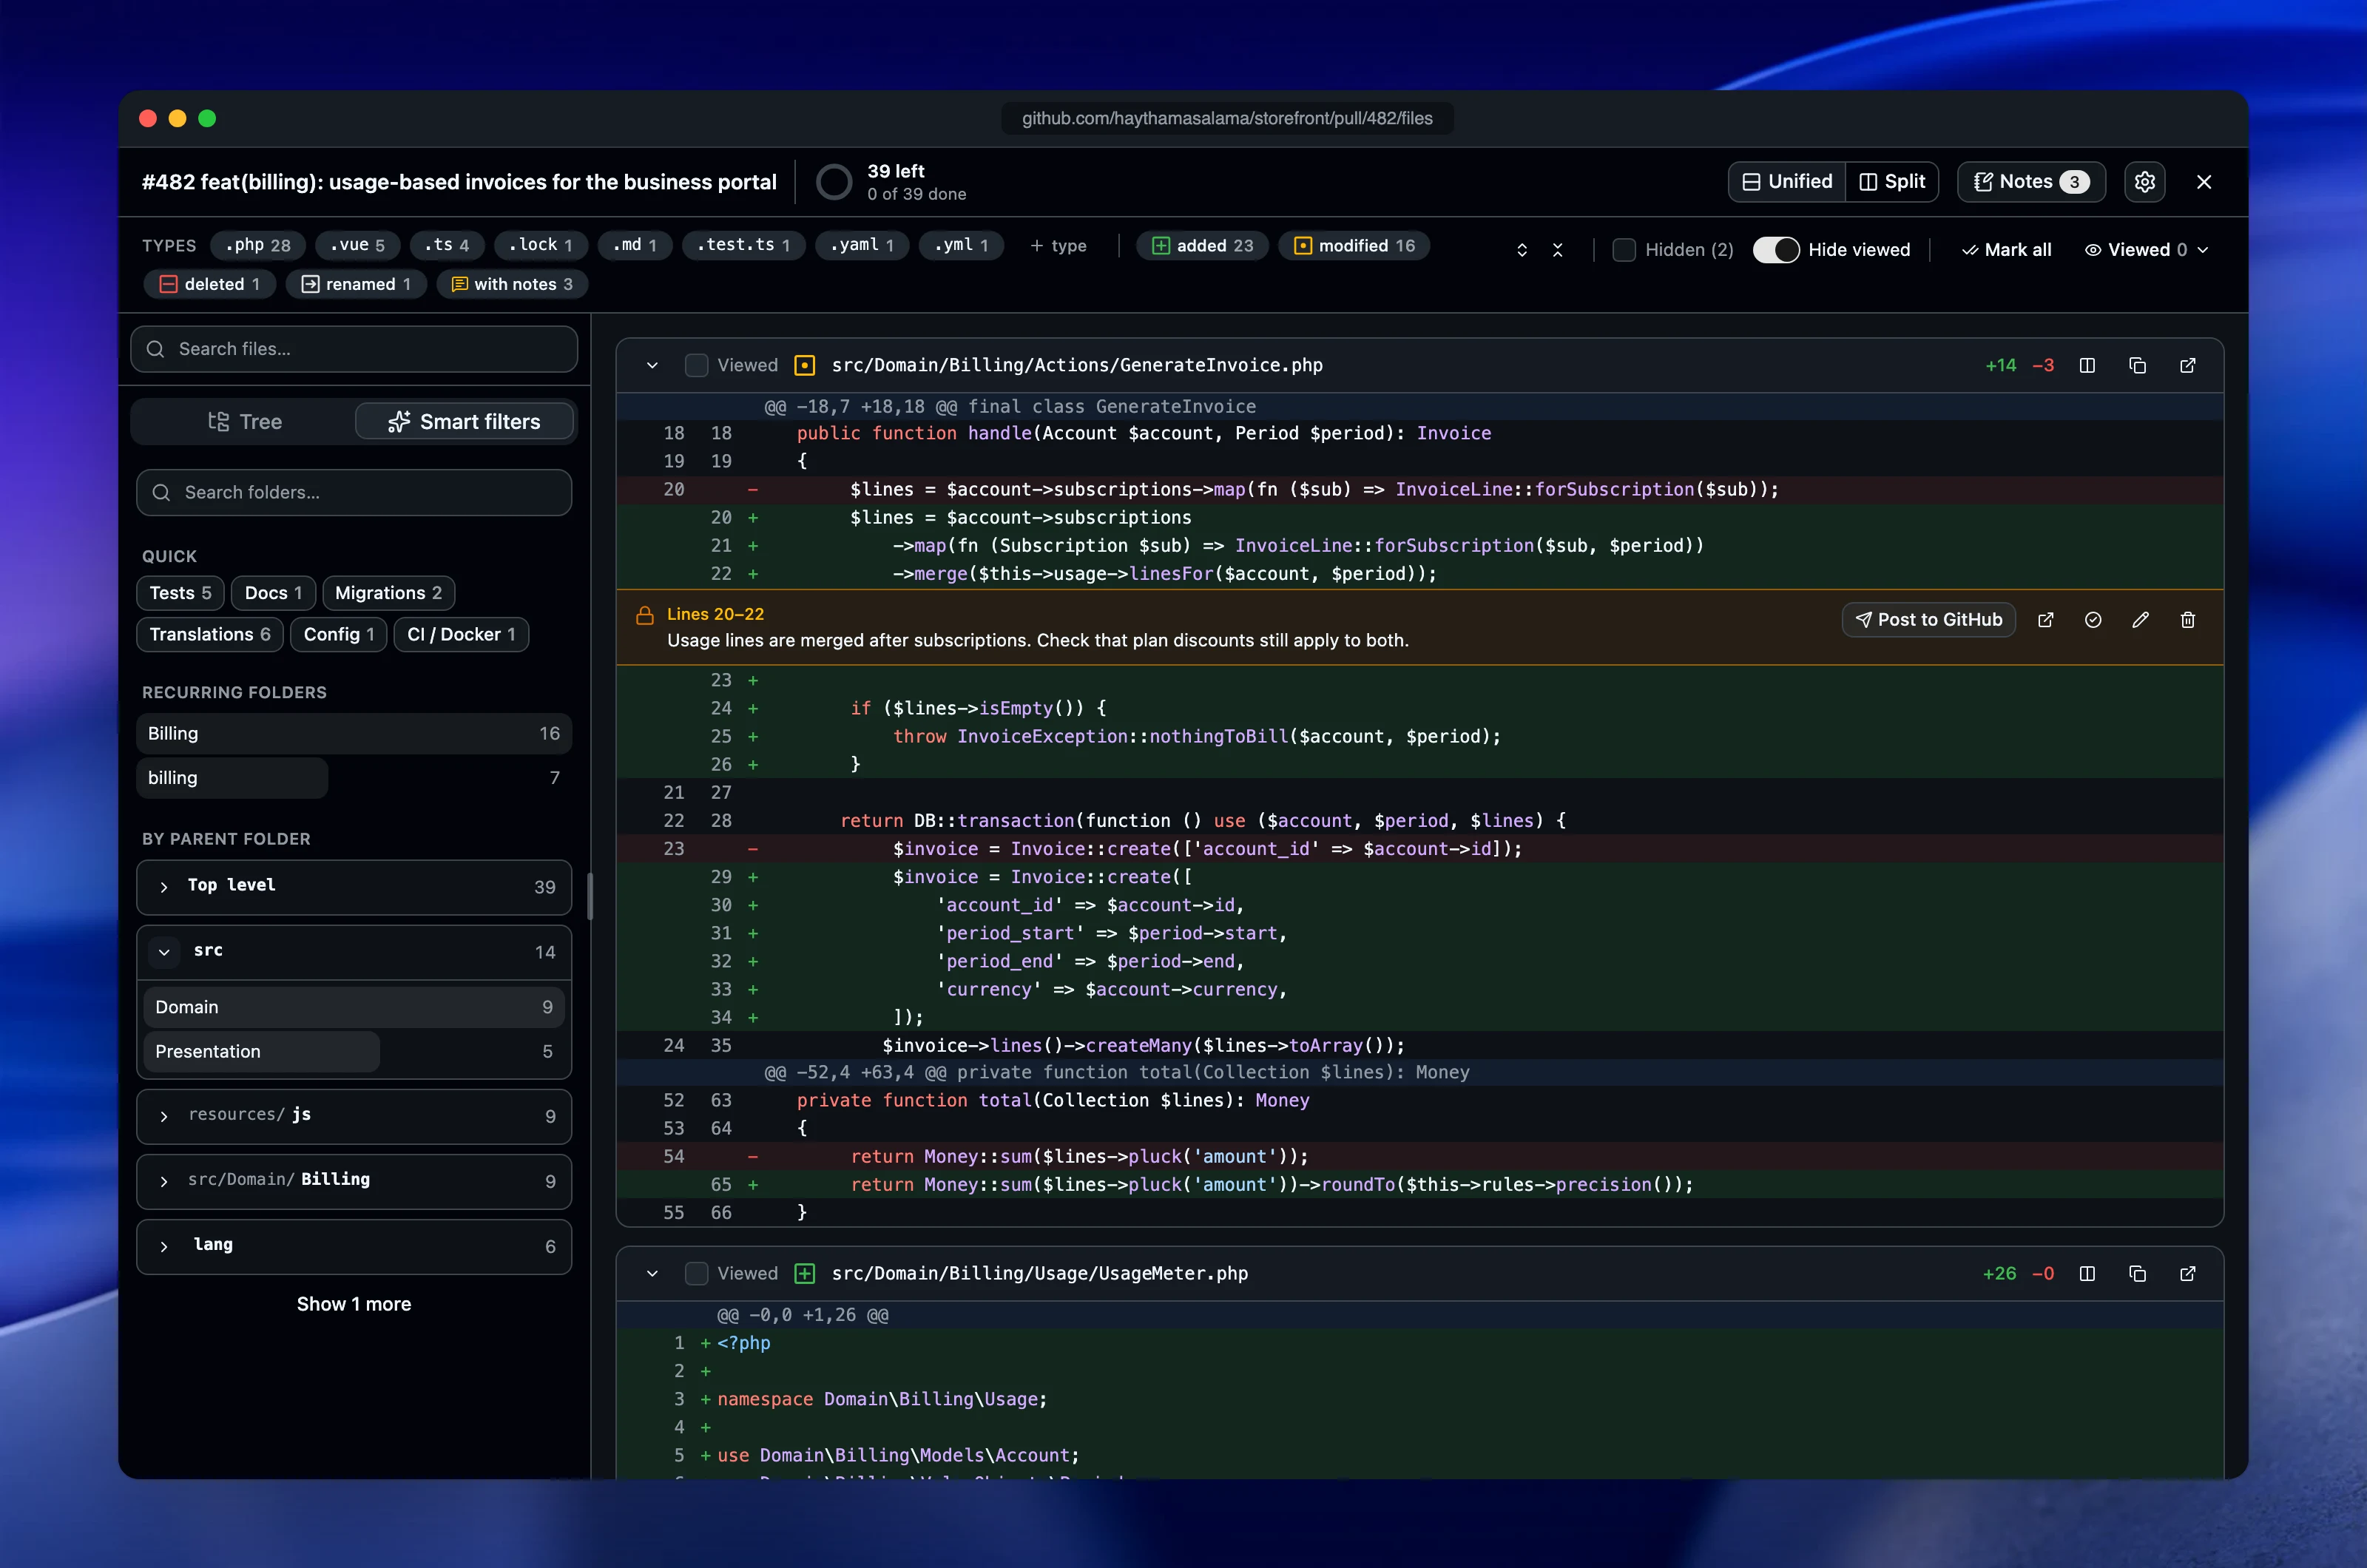 github.com/haythamasalama/storefront/pull/482/files
#482 feat(billing): usage-based invoices for the business portal
39 left
0 of 39 done
Unified
Split
Notes 3
TYPES .php 28 .vue 5 .ts 4 .lock 1 .md 1 .test.ts 1 .yaml 1 .yml 1 + type added 23 modified 16
deleted 1 renamed 1 with notes 3
Hidden (2) Hide viewed Mark all Viewed 0
Search files...
Tree Smart filters
Search folders...
QUICK
Tests 5 Docs 1 Migrations 2
Translations 6 Config 1 CI / Docker 1
RECURRING FOLDERS
Billing 16
billing 7
BY PARENT FOLDER
Top level 39
src 14
Domain 9
Presentation 5
resources/ js 9
src/Domain/ Billing 9
lang 6
Show 1 more
Viewed src/Domain/Billing/Actions/GenerateInvoice.php +14 −3
@@ −18,7 +18,18 @@ final class GenerateInvoice
18 18 public function handle(Account $account, Period $period): Invoice
19 19 {
20 − $lines = $account->subscriptions->map(fn ($sub) => InvoiceLine::forSubscription($sub));
20 + $lines = $account->subscriptions
21 + ->map(fn (Subscription $sub) => InvoiceLine::forSubscription($sub, $period))
22 + ->merge($this->usage->linesFor($account, $period));
Lines 20–22
Usage lines are merged after subscriptions. Check that plan discounts still apply to both.
Post to GitHub
23 +
24 + if ($lines->isEmpty()) {
25 + throw InvoiceException::nothingToBill($account, $period);
26 + }
21 27
22 28 return DB::transaction(function () use ($account, $period, $lines) {
23 − $invoice = Invoice::create(['account_id' => $account->id]);
29 + $invoice = Invoice::create([
30 + 'account_id' => $account->id,
31 + 'period_start' => $period->start,
32 + 'period_end' => $period->end,
33 + 'currency' => $account->currency,
34 + ]);
24 35 $invoice->lines()->createMany($lines->toArray());
@@ −52,4 +63,4 @@ private function total(Collection $lines): Money
52 63 private function total(Collection $lines): Money
53 64 {
54 − return Money::sum($lines->pluck('amount'));
65 + return Money::sum($lines->pluck('amount'))->roundTo($this->rules->precision());
55 66 }
Viewed src/Domain/Billing/Usage/UsageMeter.php +26 −0
@@ −0,0 +1,26 @@
1 + <?php
2 +
3 + namespace Domain\Billing\Usage;
4 +
5 + use Domain\Billing\Models\Account;